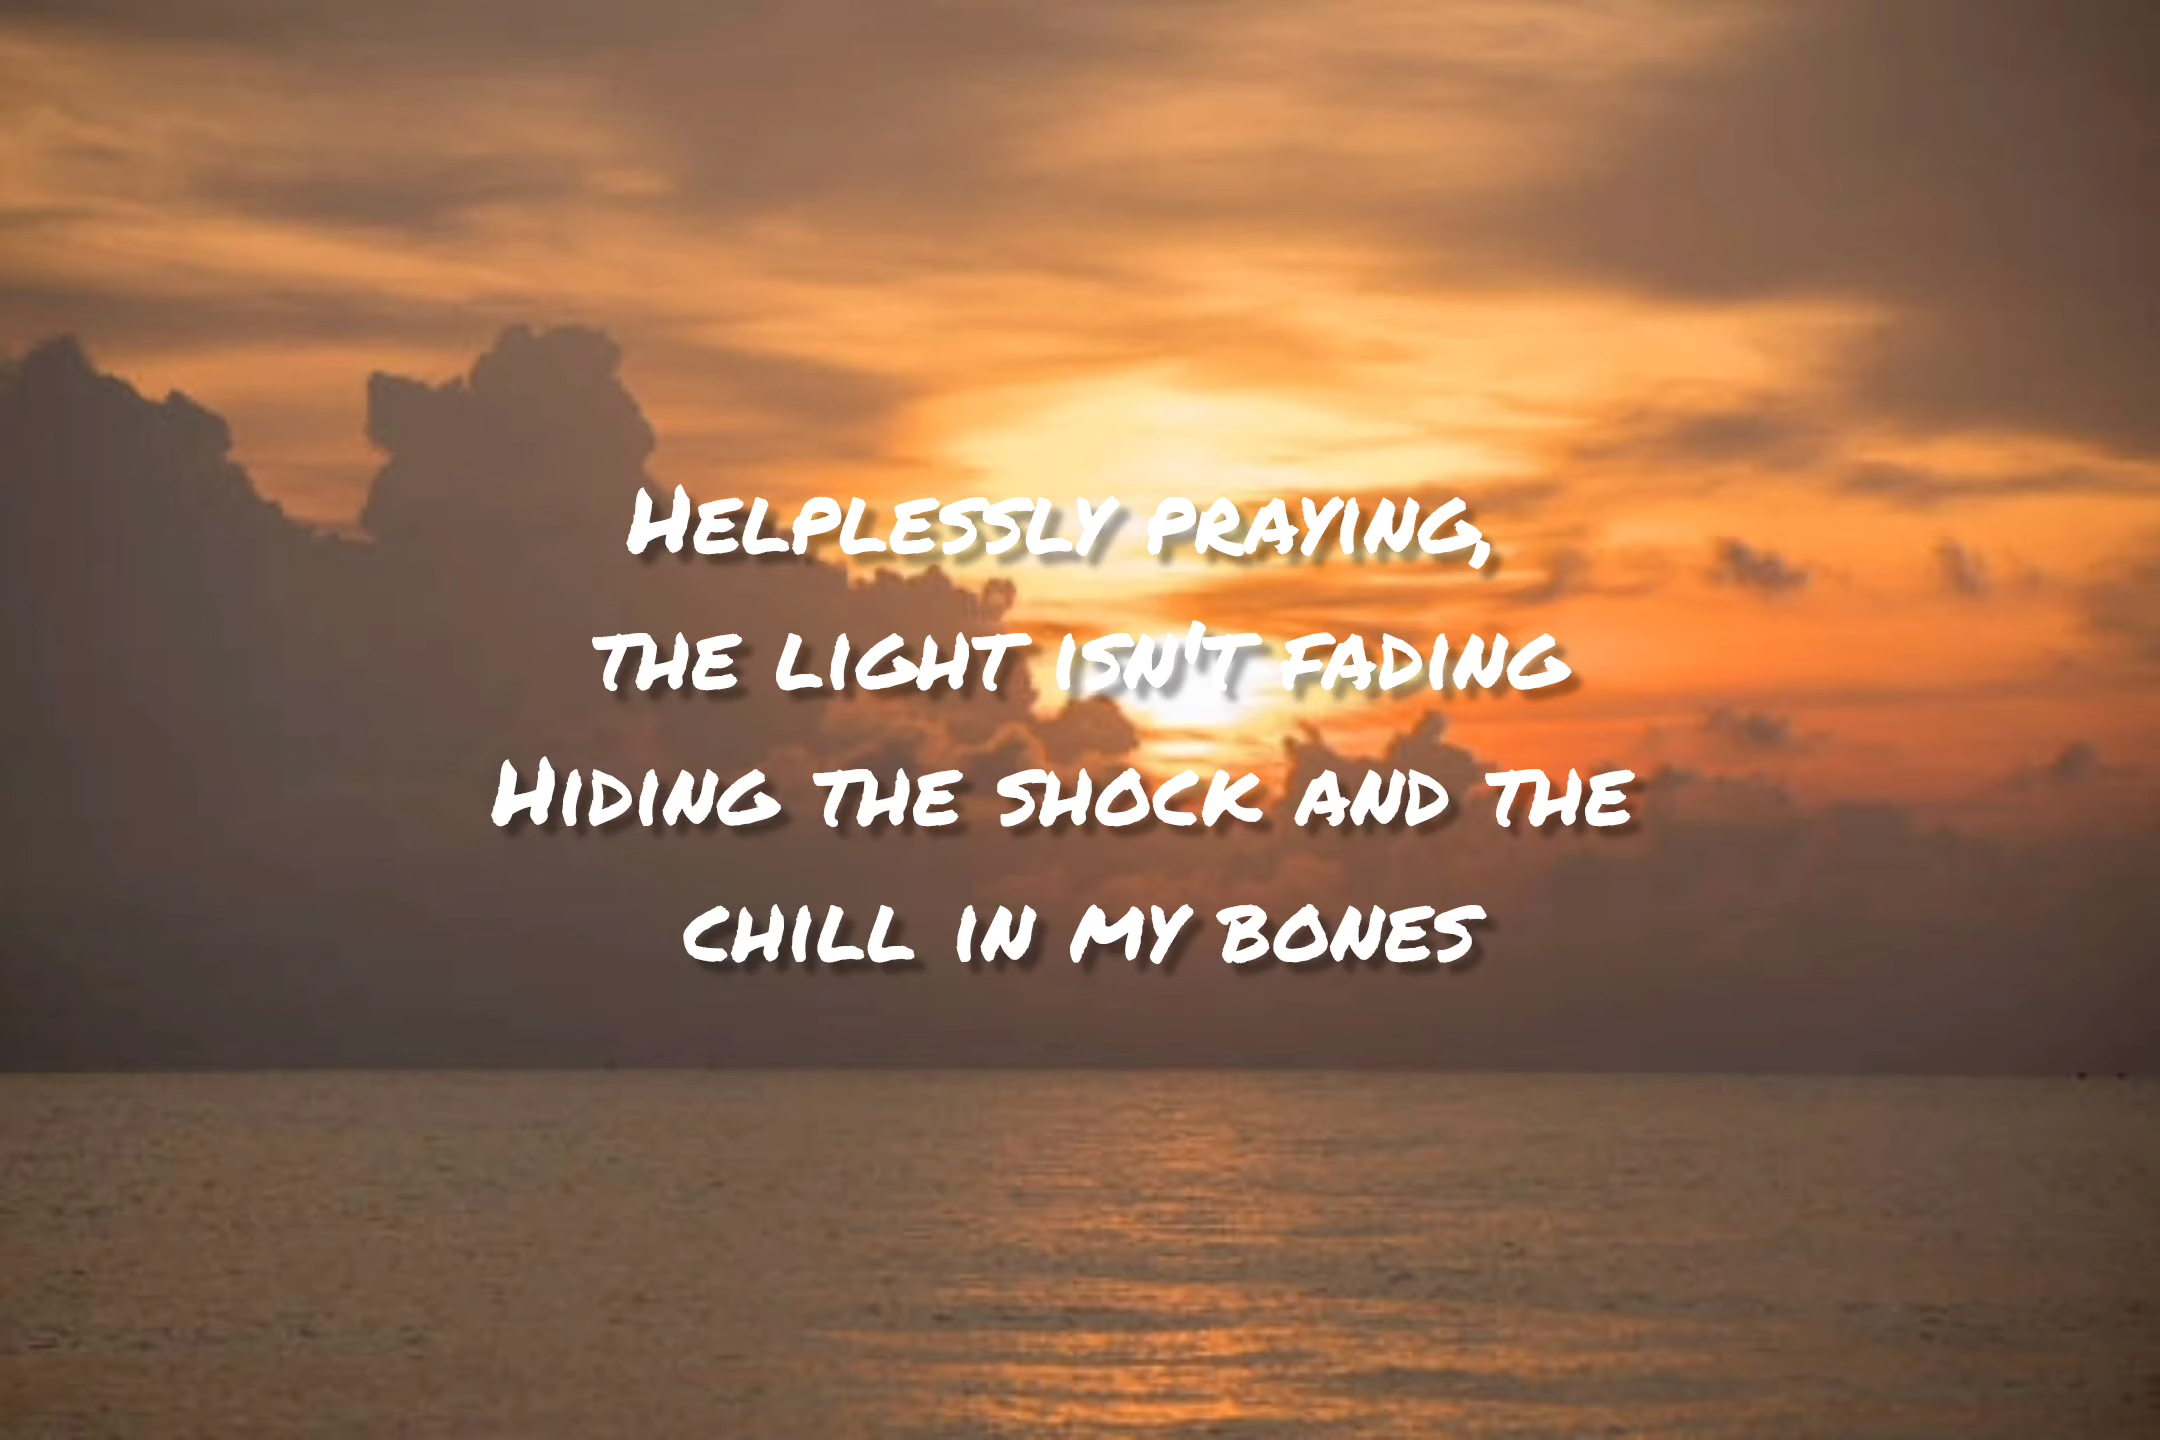 Helplessly praying,
the light isn't fading
Hiding the shock and the
chill in my bones